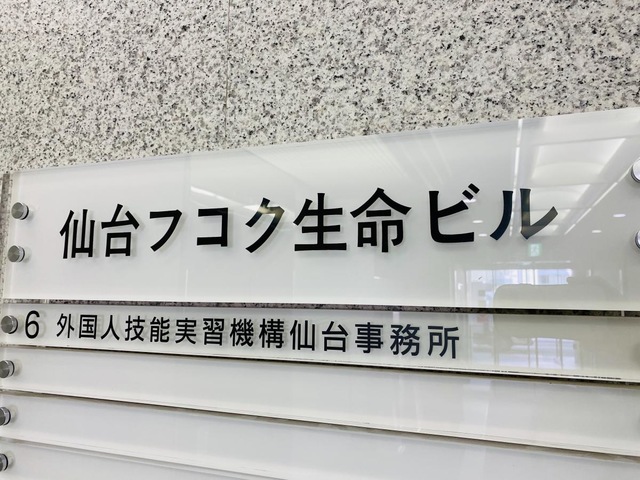 仙台フコク生命ビル
6 外国人技能実習機構仙台事務所